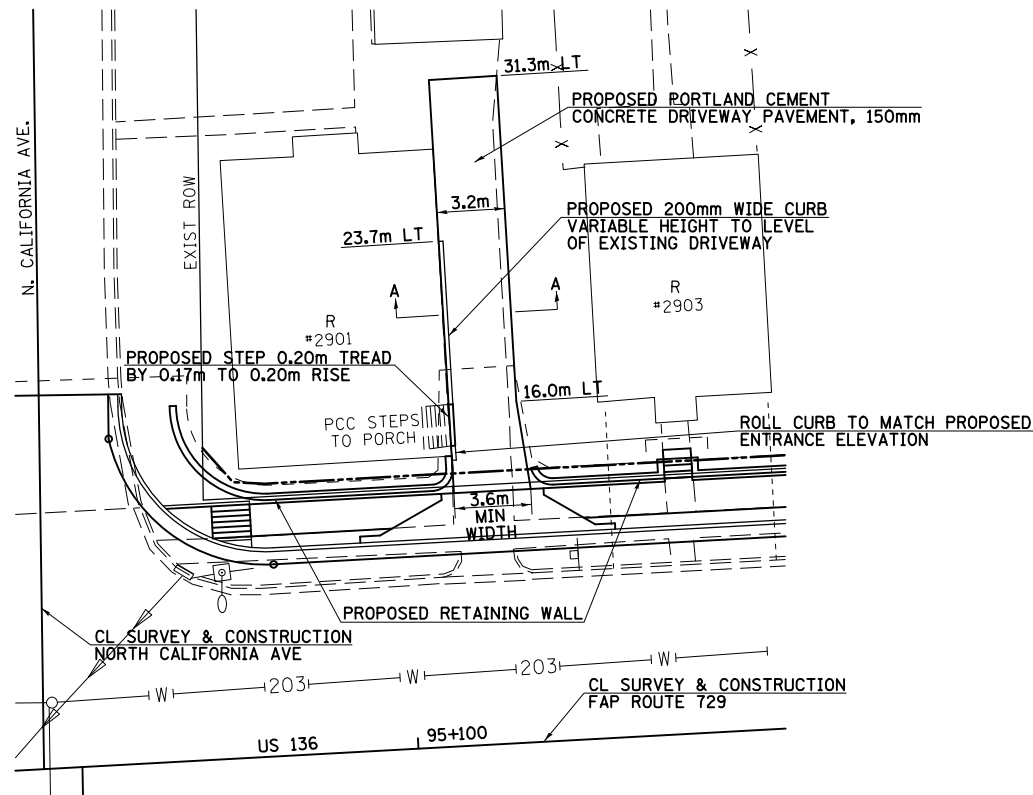 31.3m LT
PROPOSED PORTLAND CEMENT
CONCRETE DRIVEWAY PAVEMENT, 150mm
N. CALIFORNIA AVE.
EXIST ROW
3.2m
PROPOSED 200mm WIDE CURB
VARIABLE HEIGHT TO LEVEL
OF EXISTING DRIVEWAY
23.7m LT
A
A
R
#2903
R
#2901
PROPOSED STEP 0.20m TREAD
BY 0.17m TO 0.20m RISE
16.0m LT
PCC STEPS
TO PORCH
ROLL CURB TO MATCH PROPOSED
ENTRANCE ELEVATION
3.6m
MIN
WIDTH
PROPOSED RETAINING WALL
CL SURVEY & CONSTRUCTION
NORTH CALIFORNIA AVE
W
203
W
203
W
CL SURVEY & CONSTRUCTION
FAP ROUTE 729
US 136
95+100